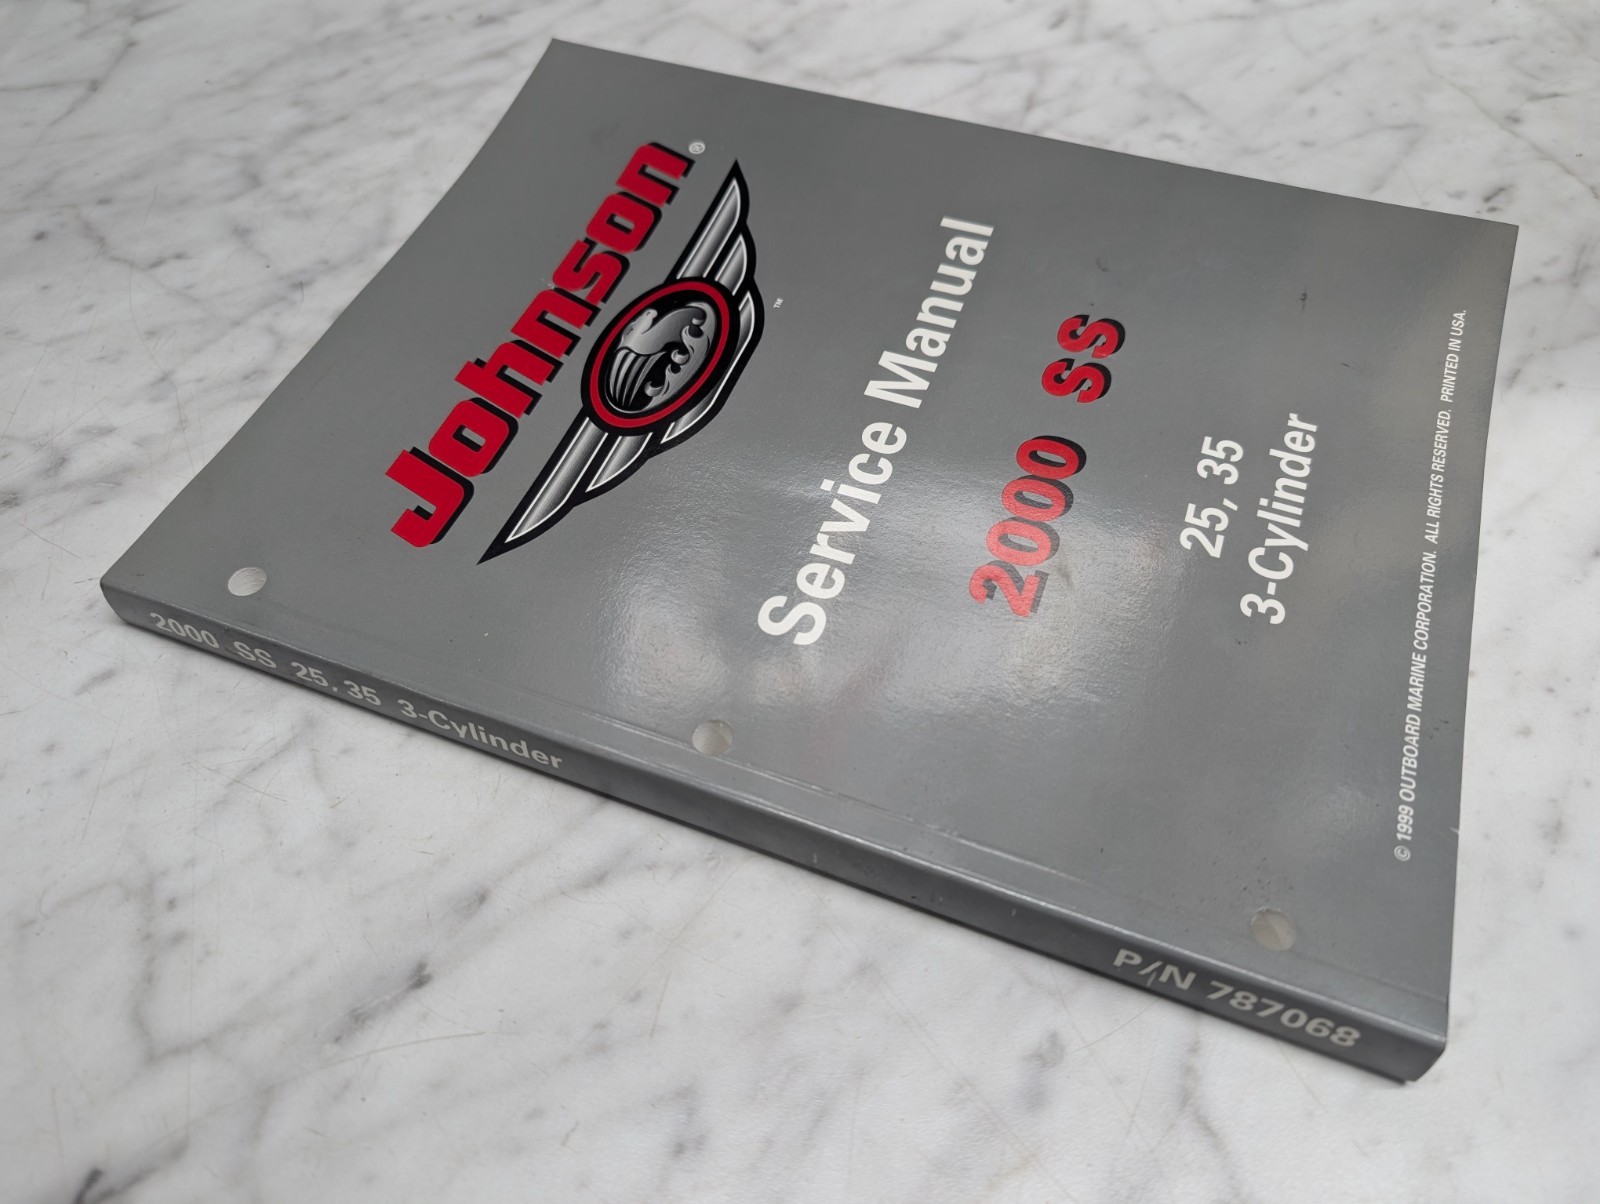 Johnson®
™
Service Manual
2000 SS
25, 35
3-Cylinder
© 1999 OUTBOARD MARINE CORPORATION. ALL RIGHTS RESERVED. PRINTED IN USA.
2000 SS 25, 35 3-Cylinder
P/N 787068